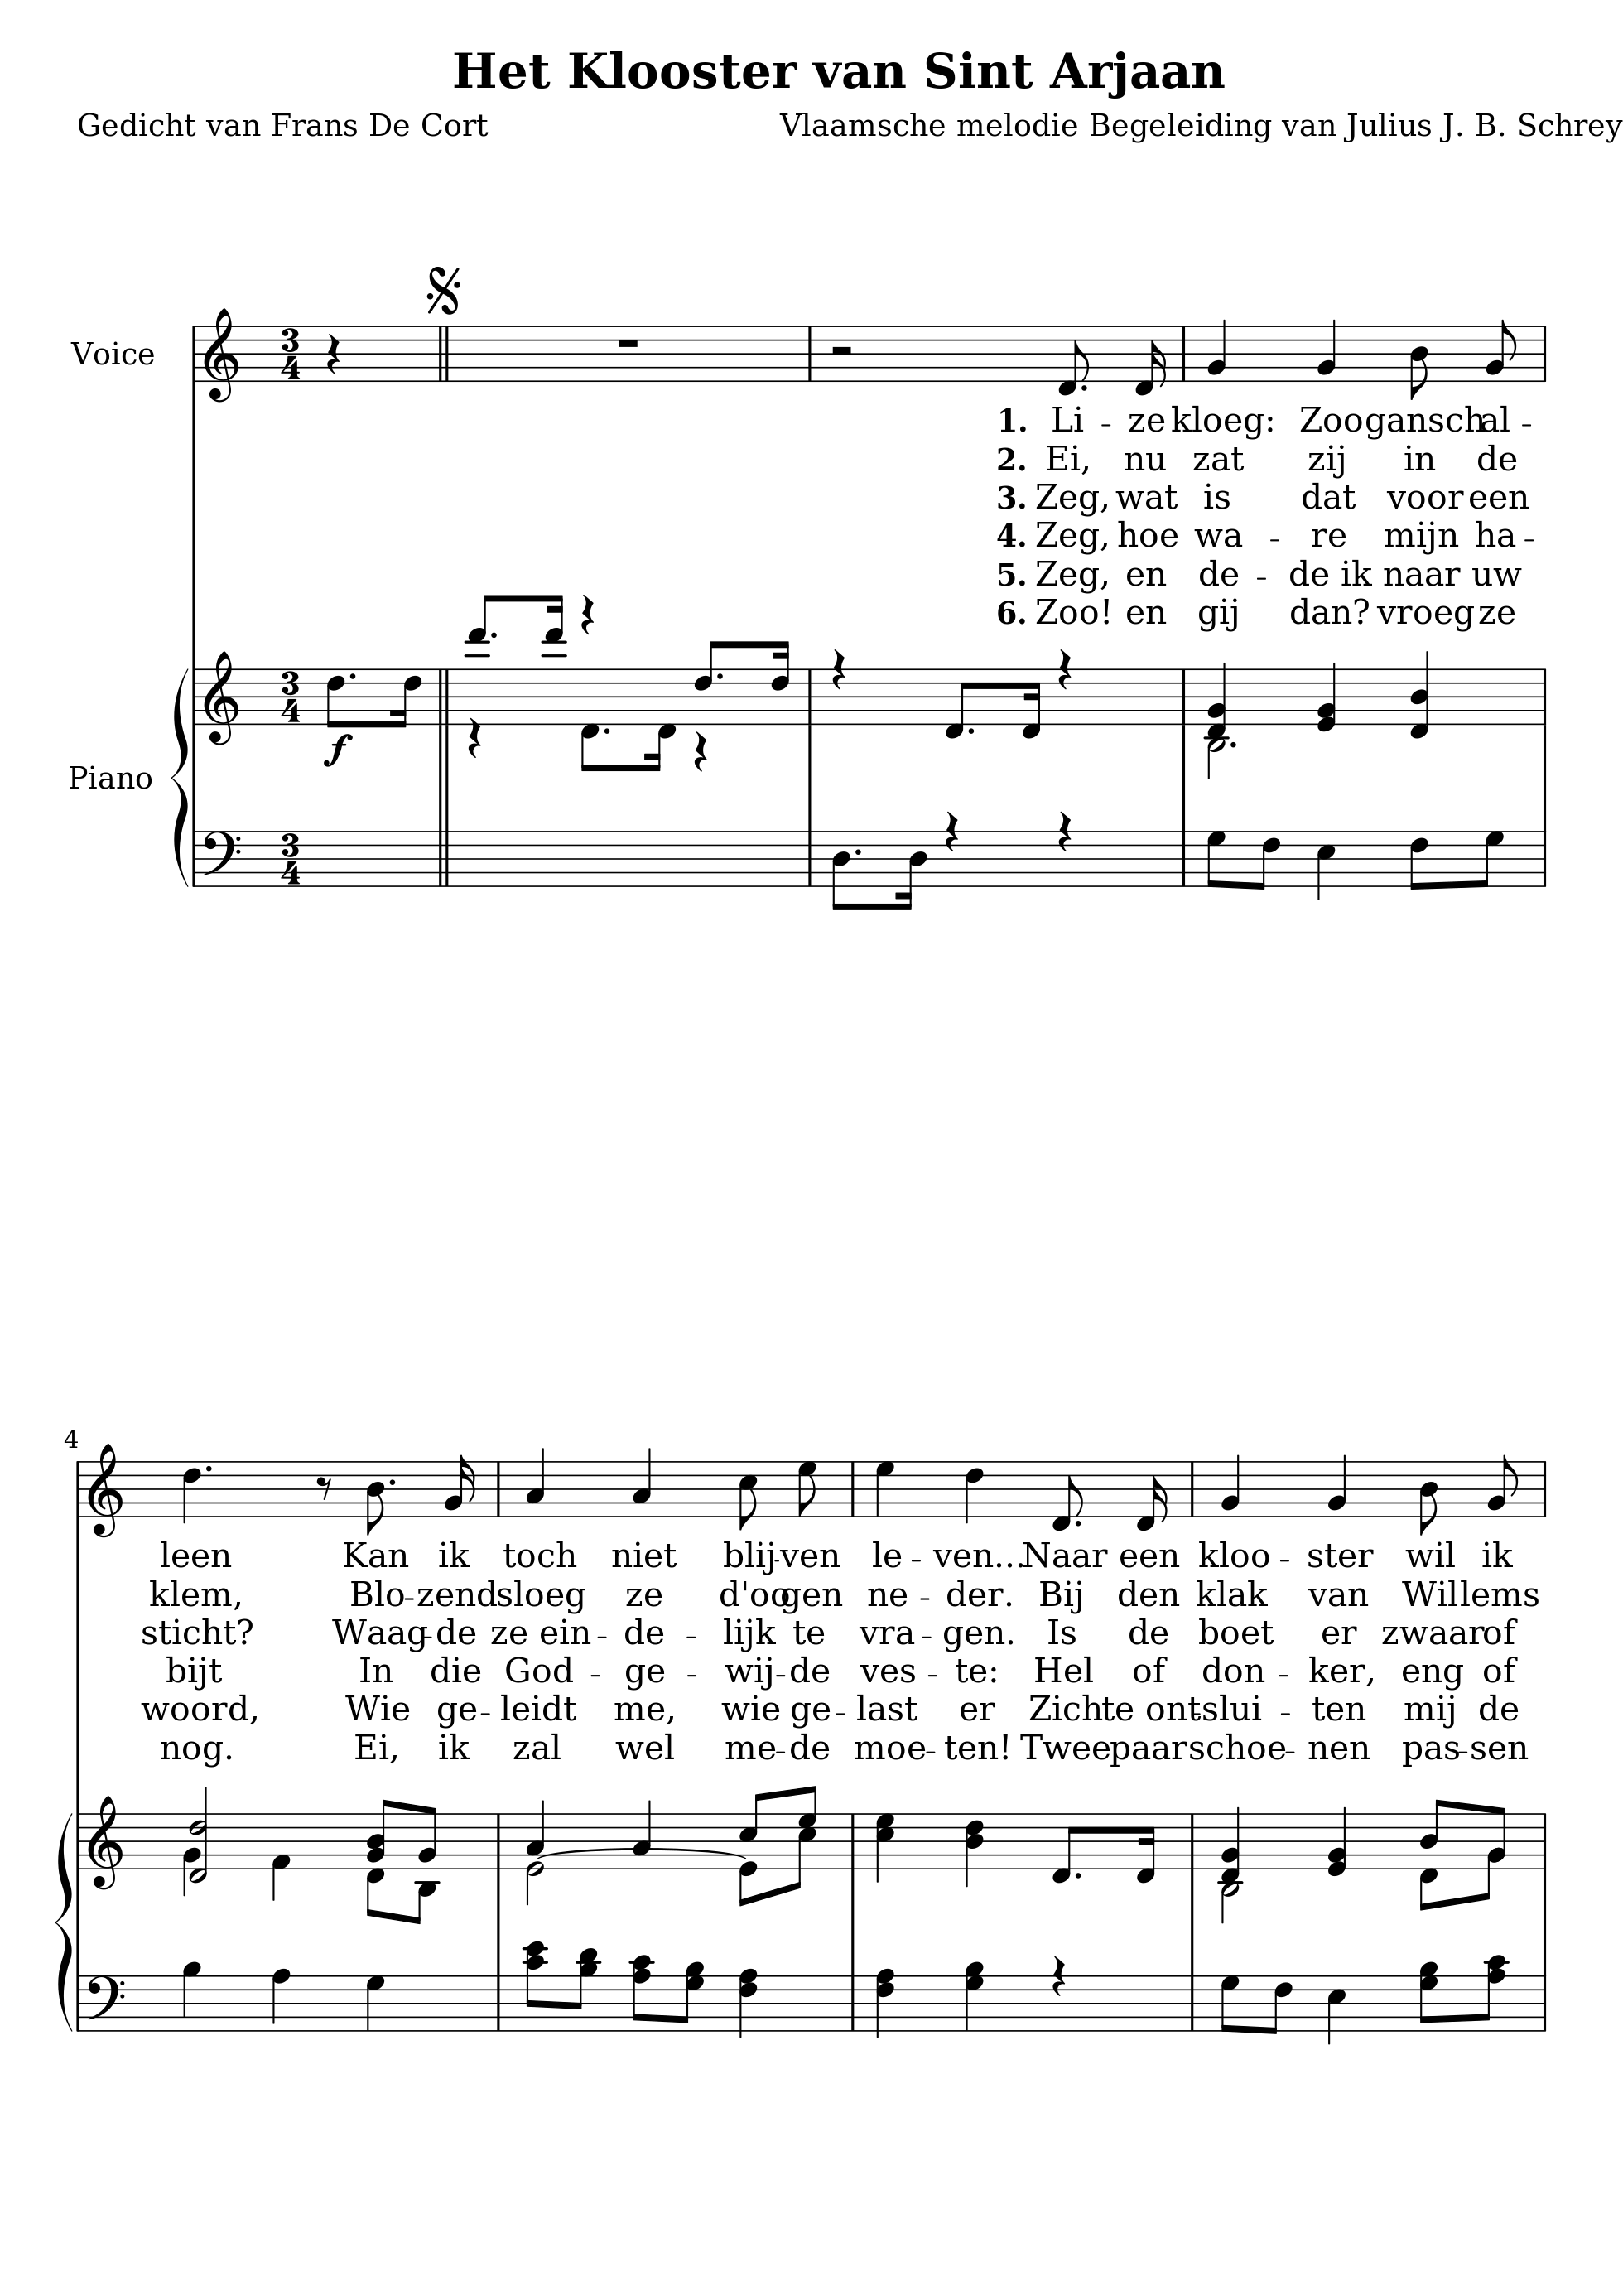 Het Klooster van Sint Arjaan
Gedicht van Frans De Cort
Vlaamsche melodie Begeleiding van Julius J. B. Schrey
Voice
3
4
1. Li - ze kloeg: Zoo gansch al -
2. Ei, nu zat zij in de
3. Zeg, wat is dat voor een
4. Zeg, hoe wa - re mijn ha -
5. Zeg, en de - de ik naar uw
6. Zoo! en gij dan? vroeg ze
Piano
3
4
f
3
4
4
leen Kan ik toch niet blij - ven le - ven... Naar een kloo - ster wil ik
klem, Blo - zend sloeg ze d'oo gen ne - der. Bij den klak van Willems
sticht? Waag - de ze ein - de - lijk te vra - gen. Is de boet er zwaar of
bijt In die God - ge - wij - de ves - te: Hel of don - ker, eng of
woord, Wie ge - leidt me, wie ge - last er Zich te ont - slui - ten mij de
nog. Ei, ik zal wel me - de moe - ten! Twee paar schoe - nen pas - sen